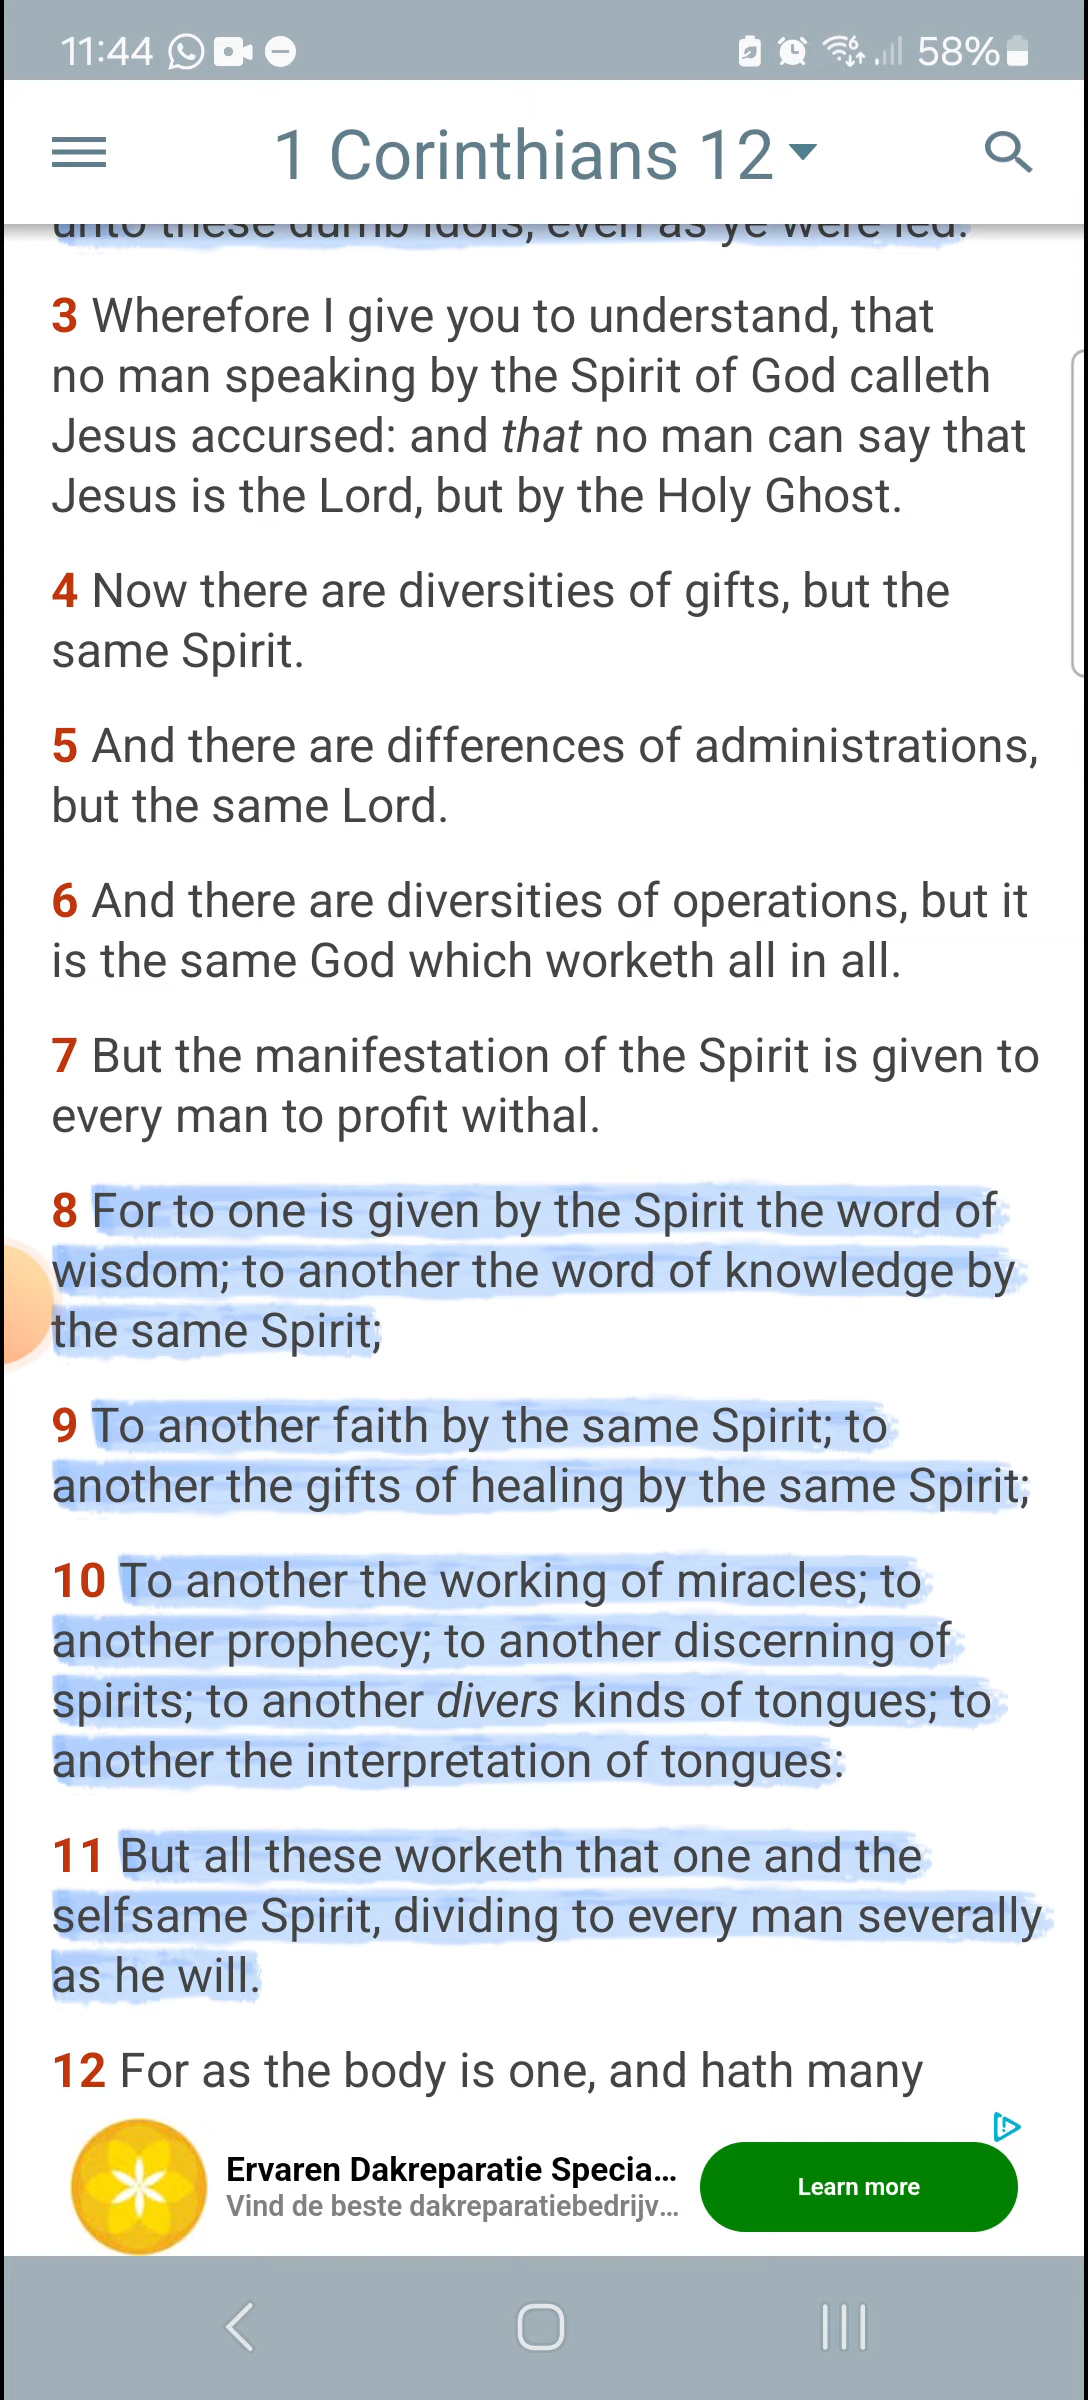 11:44 58%
1 Corinthians 12
unto these dumb idols, even as ye were led.
3 Wherefore I give you to understand, that
no man speaking by the Spirit of God calleth
Jesus accursed: and that no man can say that
Jesus is the Lord, but by the Holy Ghost.
4 Now there are diversities of gifts, but the
same Spirit.
5 And there are differences of administrations,
but the same Lord.
6 And there are diversities of operations, but it
is the same God which worketh all in all.
7 But the manifestation of the Spirit is given to
every man to profit withal.
8 For to one is given by the Spirit the word of
wisdom; to another the word of knowledge by
the same Spirit;
9 To another faith by the same Spirit; to
another the gifts of healing by the same Spirit;
10 To another the working of miracles; to
another prophecy; to another discerning of
spirits; to another divers kinds of tongues; to
another the interpretation of tongues:
11 But all these worketh that one and the
selfsame Spirit, dividing to every man severally
as he will.
12 For as the body is one, and hath many
Ervaren Dakreparatie Specia...
Vind de beste dakreparatiebedrijv...
Learn more